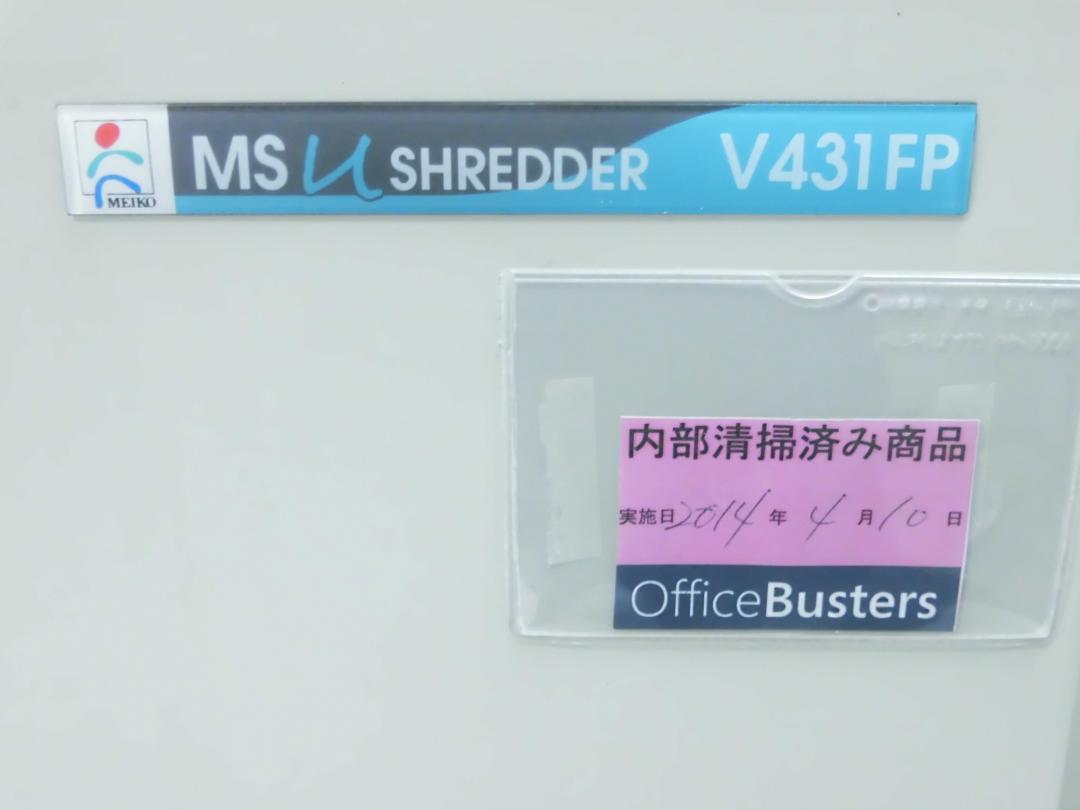 MEIKO
MS U SHREDDER V431FP
内部清掃済み商品
実施日2014年4月10日
OfficeBusters